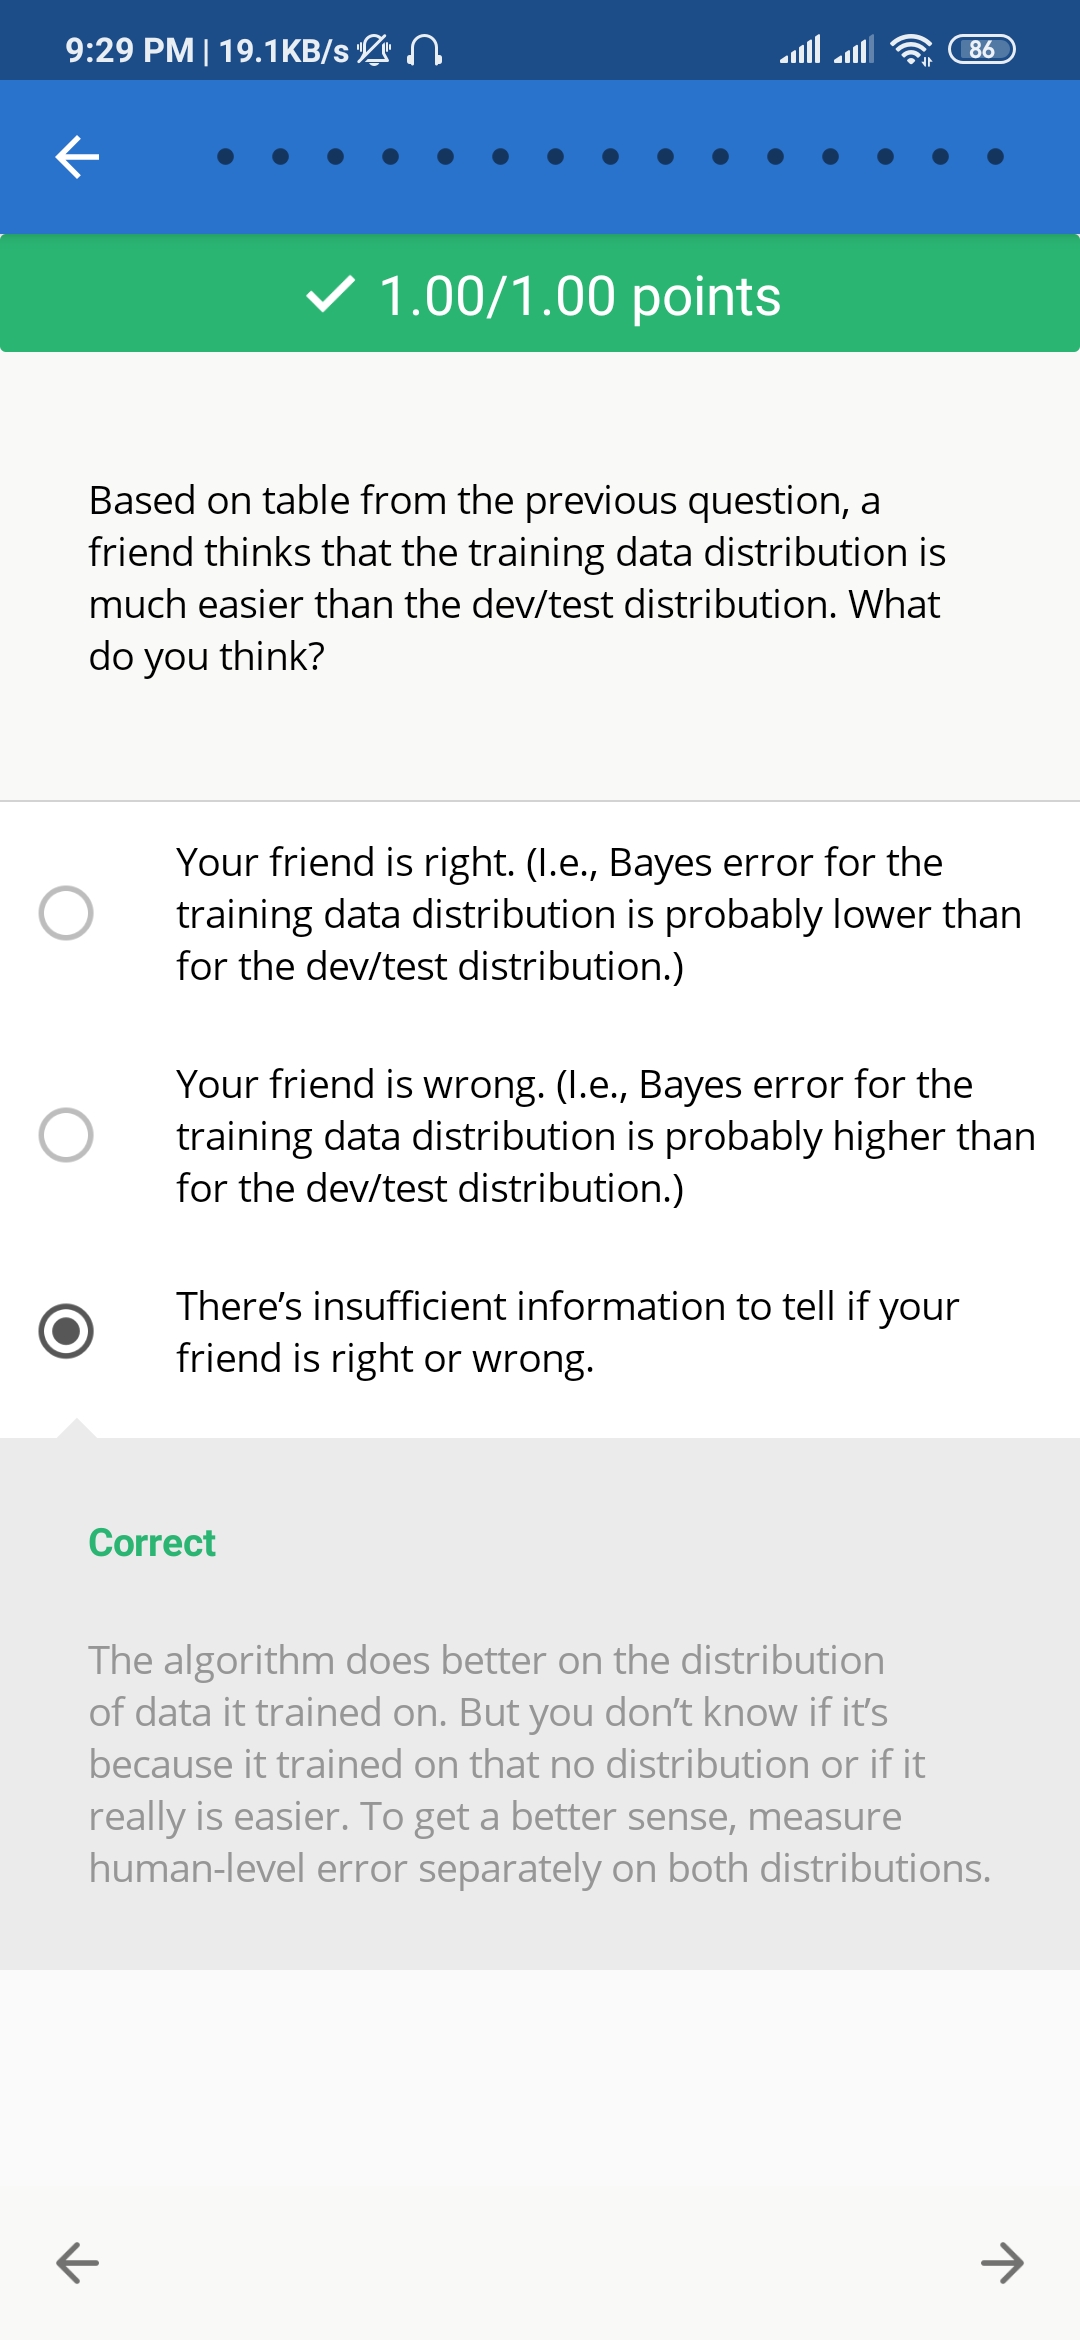 9:29 PM | 19.1KB/s 86
✓ 1.00/1.00 points
Based on table from the previous question, a
friend thinks that the training data distribution is
much easier than the dev/test distribution. What
do you think?
Your friend is right. (I.e., Bayes error for the
training data distribution is probably lower than
for the dev/test distribution.)
Your friend is wrong. (I.e., Bayes error for the
training data distribution is probably higher than
for the dev/test distribution.)
There’s insufficient information to tell if your
friend is right or wrong.
Correct
The algorithm does better on the distribution
of data it trained on. But you don’t know if it’s
because it trained on that no distribution or if it
really is easier. To get a better sense, measure
human-level error separately on both distributions.